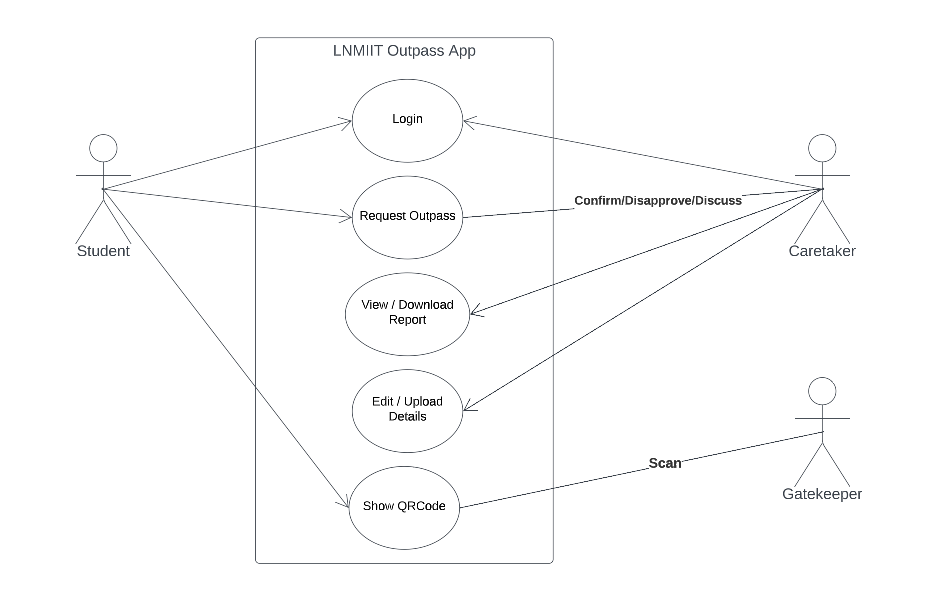 LNMIIT Outpass App
Login
Request Outpass
Confirm/Disapprove/Discuss
Student
Caretaker
View / Download
Report
Edit / Upload
Details
Scan
Gatekeeper
Show QRCode